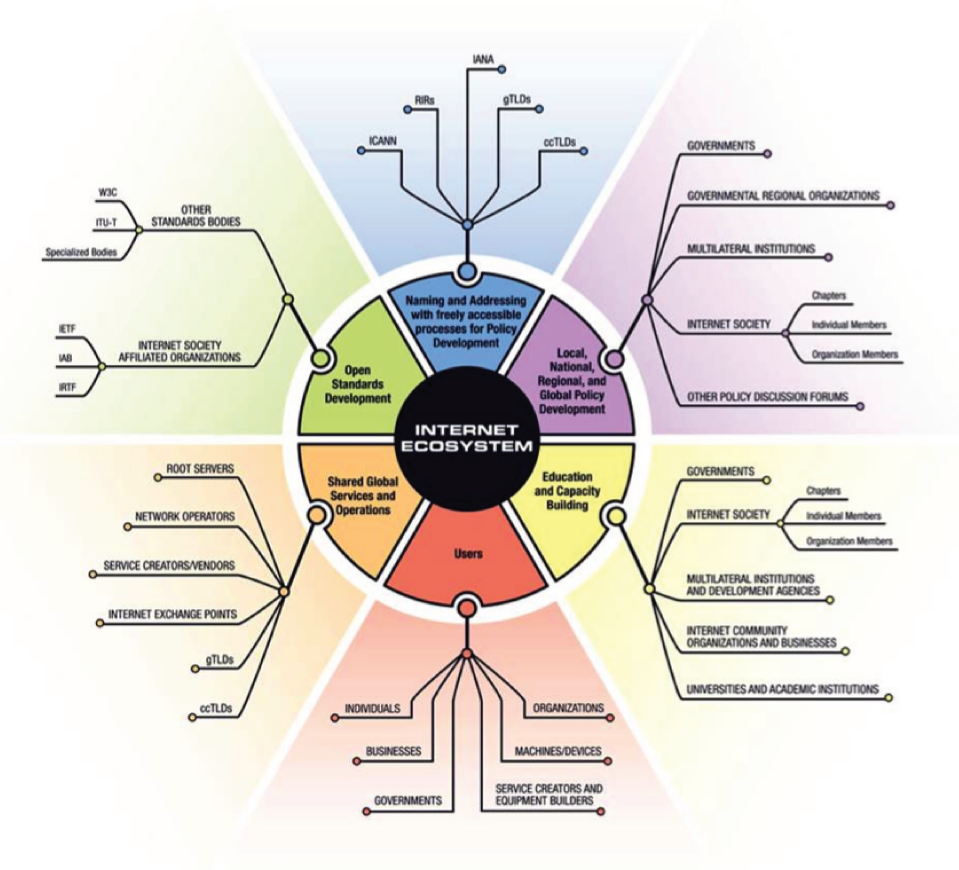 IANA
RIRs
gTLDs
ICANN
ccTLDs
GOVERNMENTS
GOVERNMENTAL REGIONAL ORGANIZATIONS
MULTILATERAL INSTITUTIONS
INTERNET SOCIETY
Chapters
Individual Members
Organization Members
OTHER POLICY DISCUSSION FORUMS
W3C
ITU-T
Specialized Bodies
OTHER
STANDARDS BODIES
IETF
IAB
IRTF
INTERNET SOCIETY
AFFILIATED ORGANIZATIONS
Naming and Addressing
with freely accessible
processes for Policy
Development
Local,
National,
Regional, and
Global Policy
Development
Open
Standards
Development
INTERNET
ECOSYSTEM
Shared Global
Services and
Operations
Education
and Capacity
Building
Users
ROOT SERVERS
NETWORK OPERATORS
SERVICE CREATORS/VENDORS
INTERNET EXCHANGE POINTS
gTLDs
ccTLDs
GOVERNMENTS
INTERNET SOCIETY
Chapters
Individual Members
Organization Members
MULTILATERAL INSTITUTIONS
AND DEVELOPMENT AGENCIES
INTERNET COMMUNITY
ORGANIZATIONS AND BUSINESSES
UNIVERSITIES AND ACADEMIC INSTITUTIONS
INDIVIDUALS
BUSINESSES
GOVERNMENTS
ORGANIZATIONS
MACHINES/DEVICES
SERVICE CREATORS AND
EQUIPMENT BUILDERS